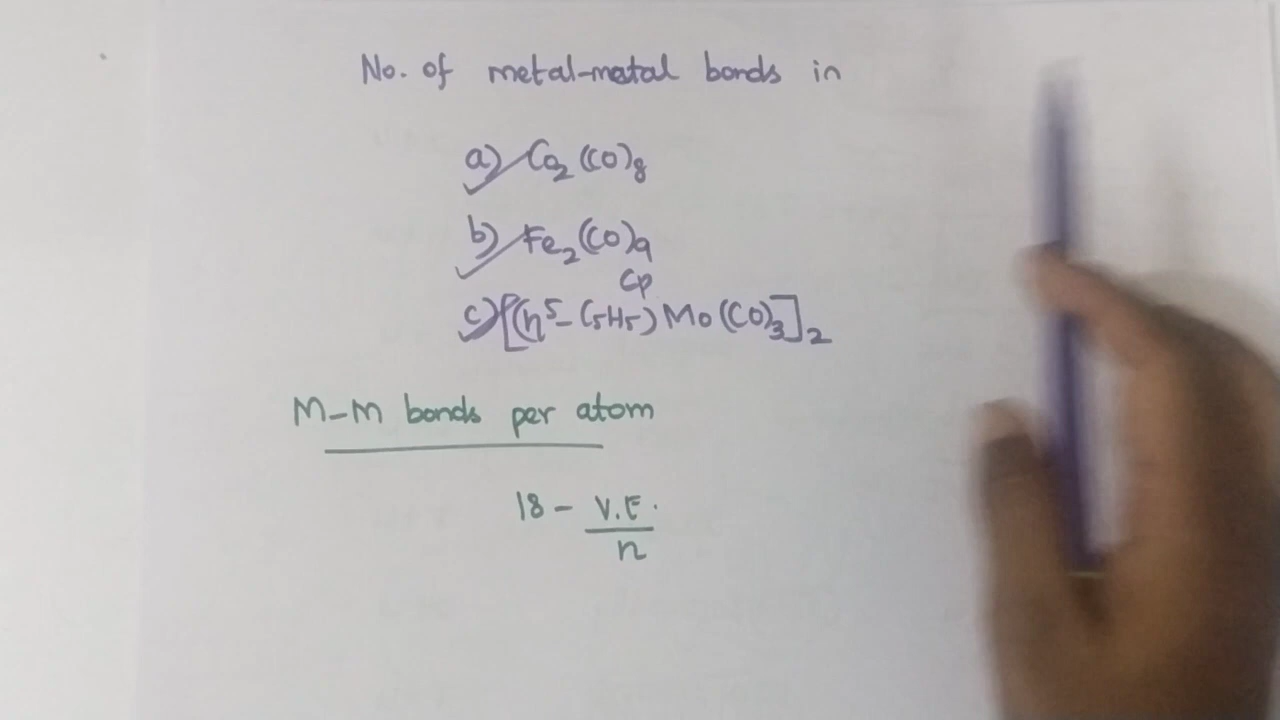 No. of metal-metal bonds in
a) Co₂(CO)₈
b) Fe₂(CO)₉
Cp
c) [(η⁵-C₅H₅)Mo(CO)₃]₂
M-M bonds per atom
18 - V.E.
n